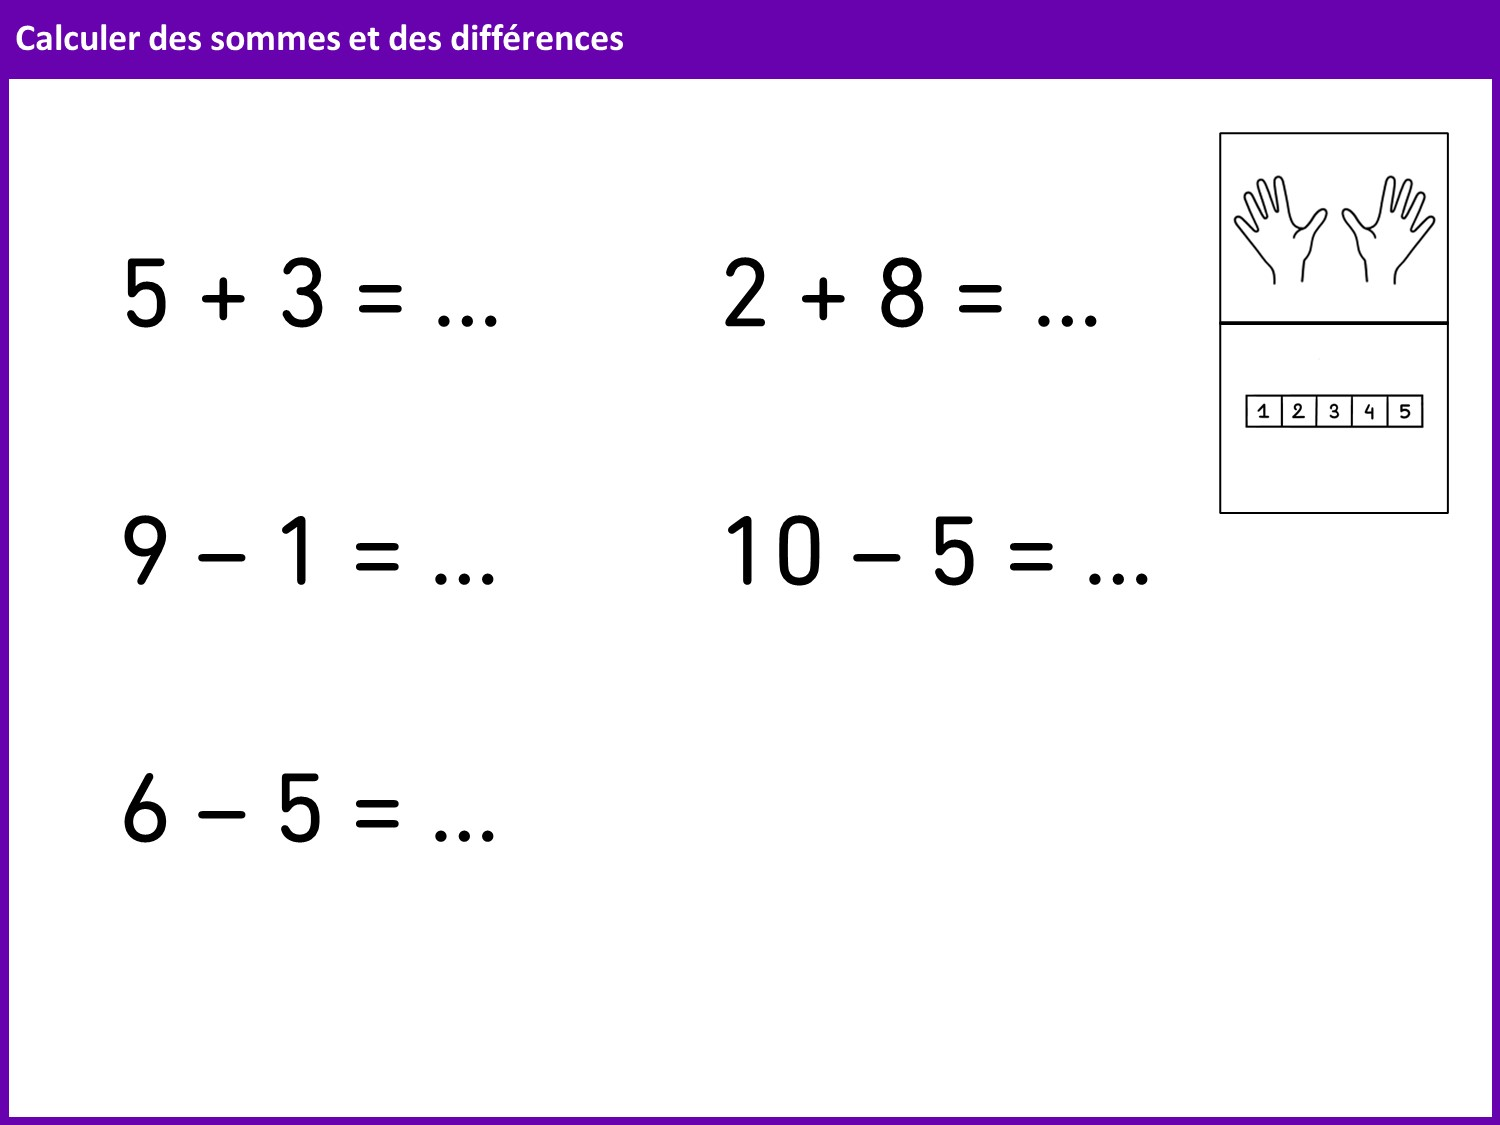 Calculer des sommes et des différences
5 + 3 = ...
2 + 8 = ...
9 – 1 = ...
10 – 5 = ...
6 – 5 = ...
1 2 3 4 5